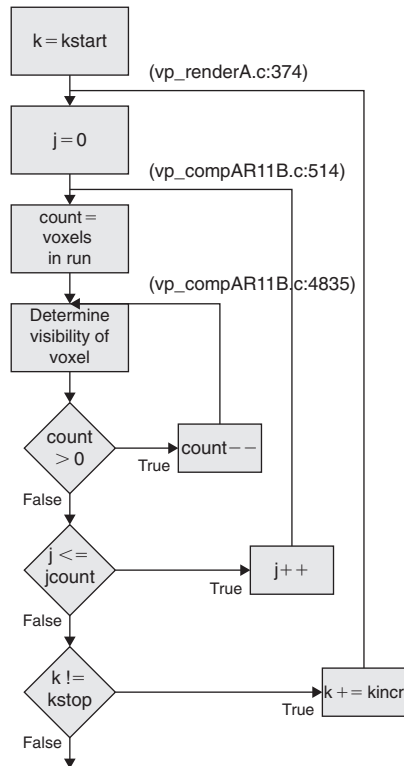 k = kstart
(vp_renderA.c:374)
j = 0
(vp_compAR11B.c:514)
count =
voxels
in run
(vp_compAR11B.c:4835)
Determine
visibility of
voxel
count
> 0
True
count−−
False
j <=
jcount
True
j++
False
k !=
kstop
True
k += kincr
False